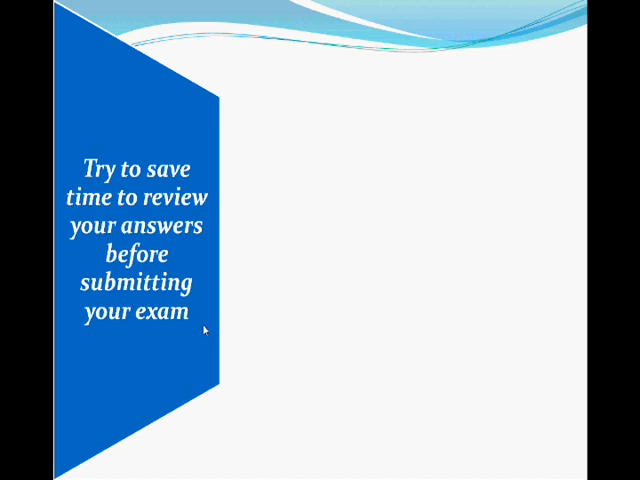 Try to save
time to review
your answers
before
submitting
your exam